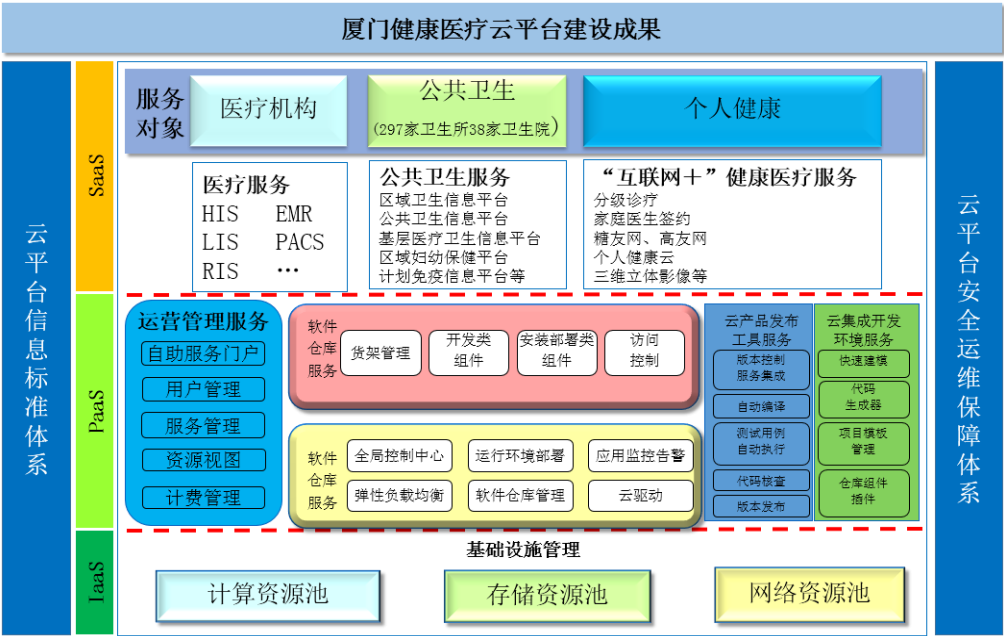 厦门健康医疗云平台建设成果
云平台信息标准体系
SaaS
服务
对象
医疗机构
公共卫生
(297家卫生所38家卫生院)
个人健康
医疗服务
HIS EMR
LIS PACS
RIS …
公共卫生服务
区域卫生信息平台
公共卫生信息平台
基层医疗卫生信息平台
区域妇幼保健平台
计划免疫信息平台等
“互联网＋”健康医疗服务
分级诊疗
家庭医生签约
糖友网、高友网
个人健康云
三维立体影像等
PaaS
运营管理服务
自助服务门户
用户管理
服务管理
资源视图
计费管理
软件
仓库
服务
货架管理
开发类
组件
安装部署类
组件
访问
控制
软件
仓库
服务
全局控制中心
运行环境部署
应用监控告警
弹性负载均衡
软件仓库管理
云驱动
云产品发布
工具服务
版本控制
服务集成
自动编译
测试用例
自动执行
代码核查
版本发布
云集成开发
环境服务
快速建模
代码
生成器
项目模板
管理
仓库组件
插件
IaaS
基础设施管理
计算资源池
存储资源池
网络资源池
云平台安全运维保障体系